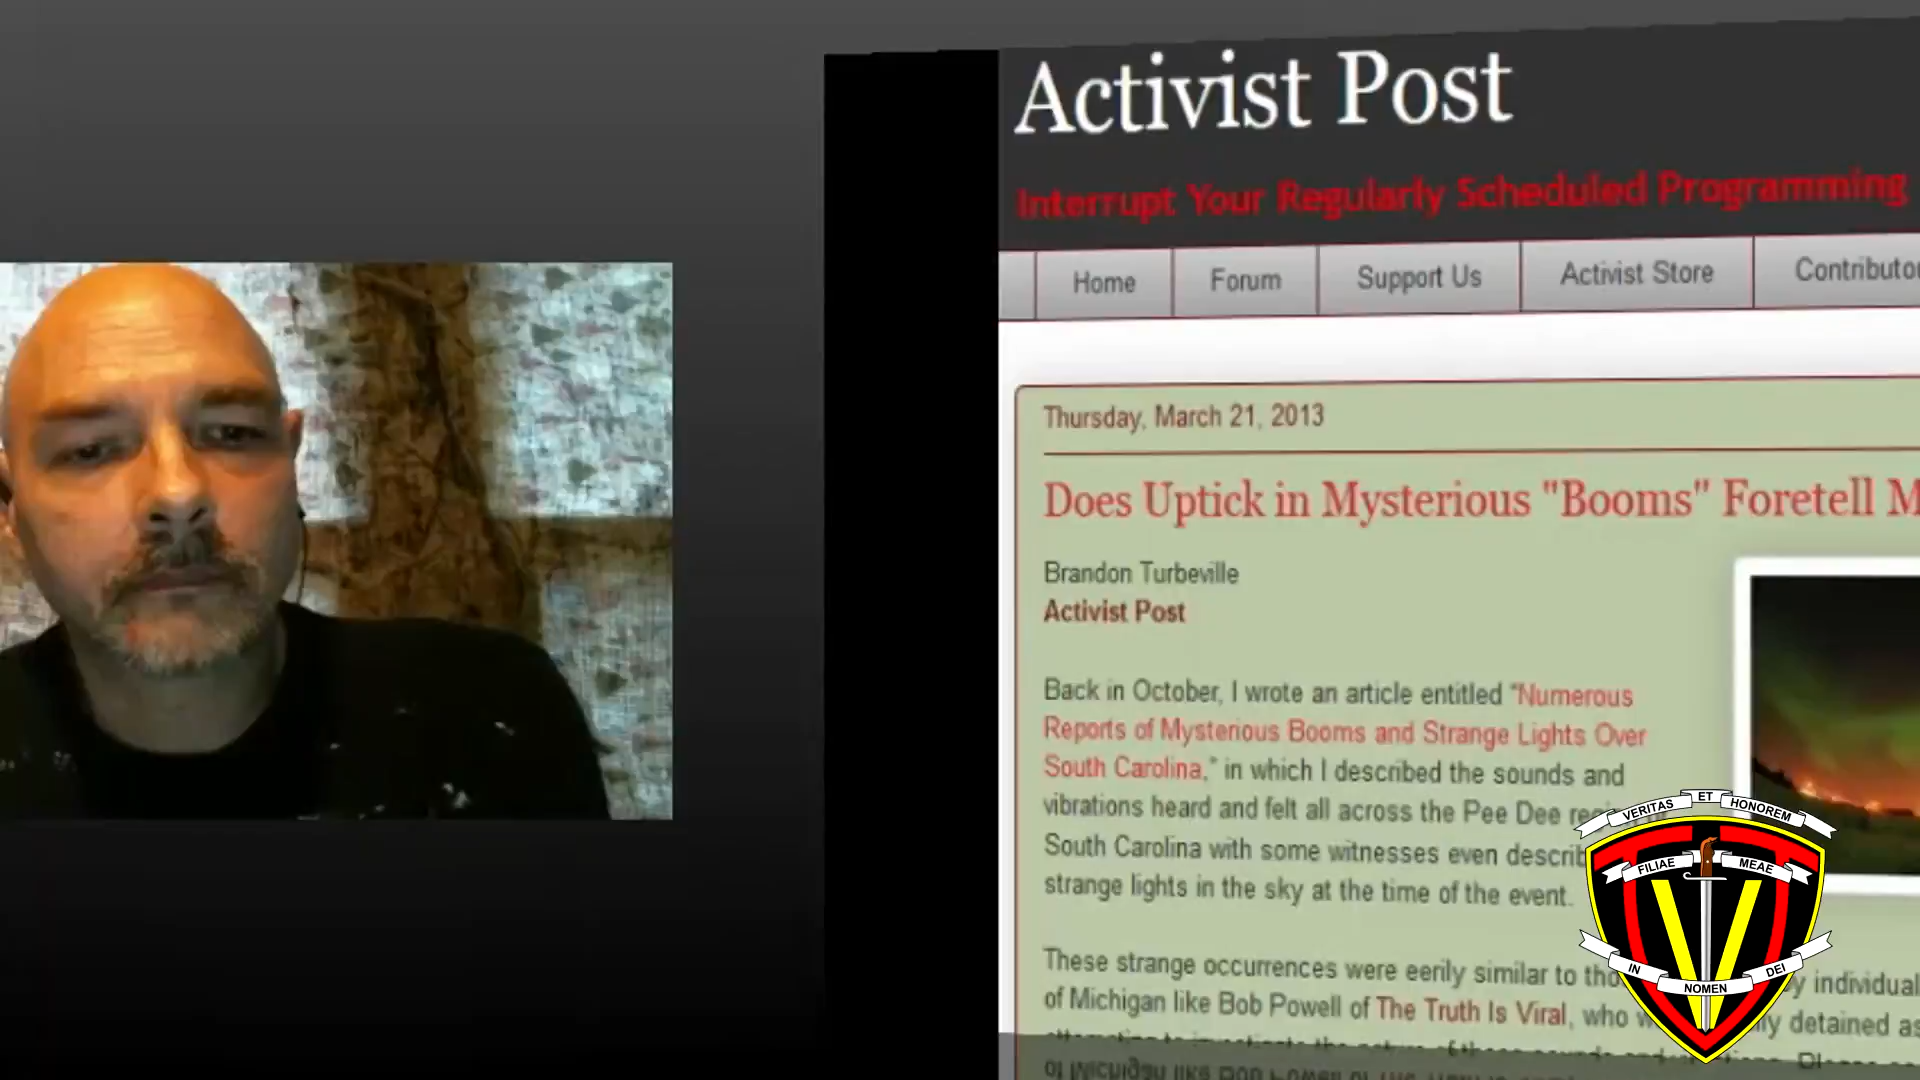 Activist Post
Interrupt Your Regularly Scheduled Programming
Home Forum Support Us Activist Store
Thursday, March 21, 2013
Does Uptick in Mysterious "Booms" Foretell
Brandon Turbeville
Activist Post
Back in October, I wrote an article entitled "Numerous
Reports of Mysterious Booms and Strange Lights Over
South Carolina," in which I described the sounds and
vibrations heard and felt all across the Pee Dee
South Carolina with some witnesses even
strange lights in the sky at the time of the event.
These strange occurrences were eerily similar to
of Michigan like Bob Powell of The Truth Is Viral, who detained as
VERITAS ET HONOREM
FILIAE MEAE
IN NOMEN DEI
V